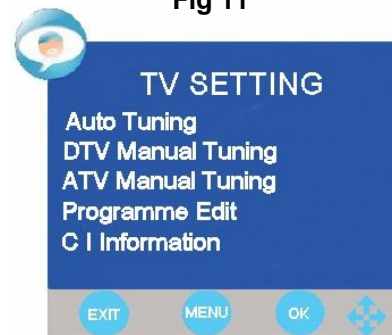 Fig 11
TV SETTING
Auto Tuning
DTV Manual Tuning
ATV Manual Tuning
Programme Edit
C I Information
EXIT MENU OK